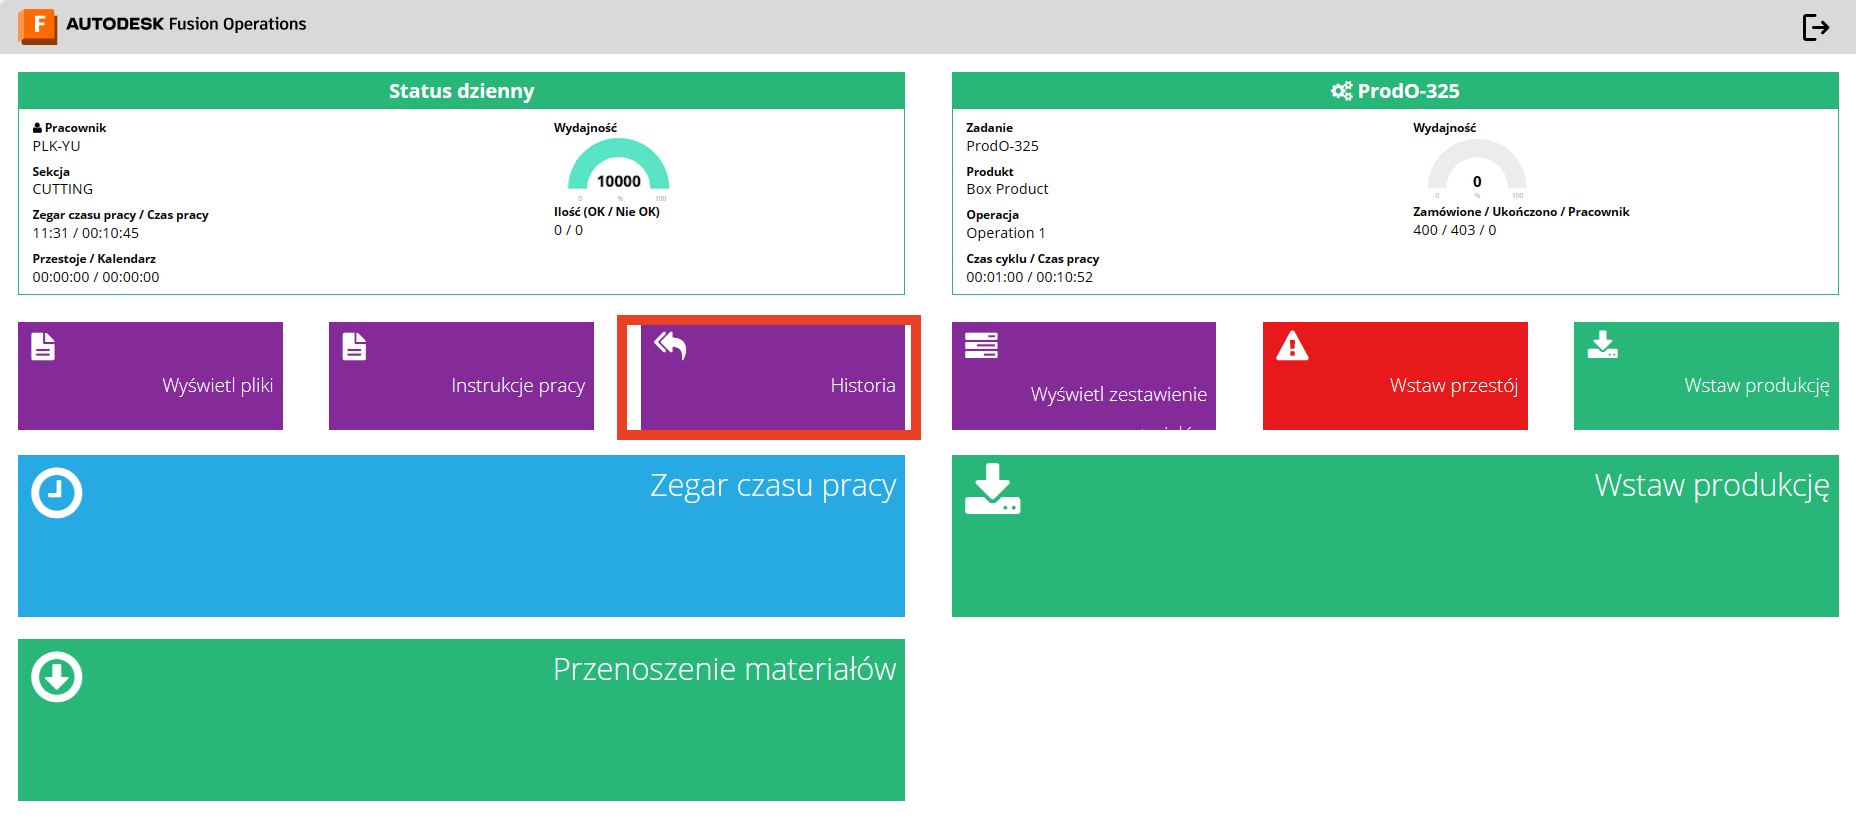 F AUTODESK Fusion Operations
Status dzienny
Pracownik
PLK-YU
Sekcja
CUTTING
Zegar czasu pracy / Czas pracy
11:31 / 00:10:45
Przestoje / Kalendarz
00:00:00 / 00:00:00
Wydajność
10000
0 % 100
Ilość (OK / Nie OK)
0 / 0
ProdO-325
Zadanie
ProdO-325
Produkt
Box Product
Operacja
Operation 1
Czas cyklu / Czas pracy
00:01:00 / 00:10:52
Wydajność
0
0 % 100
Zamówione / Ukończono / Pracownik
400 / 403 / 0
Wyświetl pliki
Instrukcje pracy
Historia
Wyświetl zestawienie
Wstaw przestój
Wstaw produkcję
Zegar czasu pracy
Wstaw produkcję
Przenoszenie materiałów